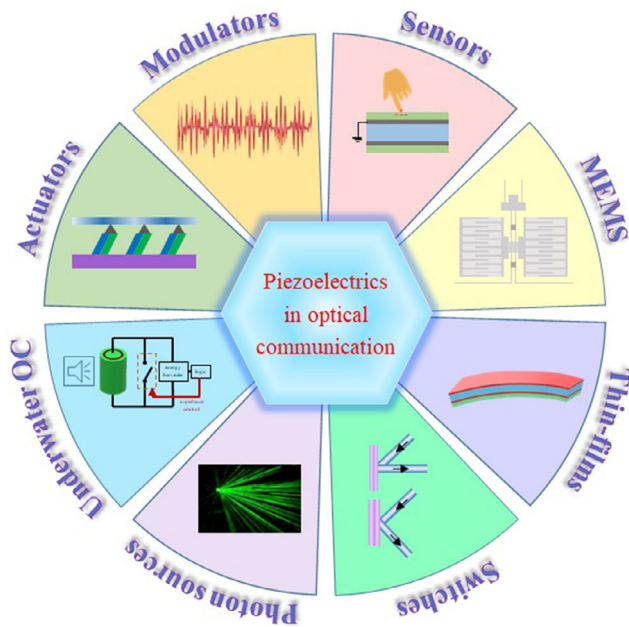 Modulators
Sensors
Actuators
MEMS
Piezoelectrics
in optical
communication
Underwater OC
Thin-films
Photon sources
Switches